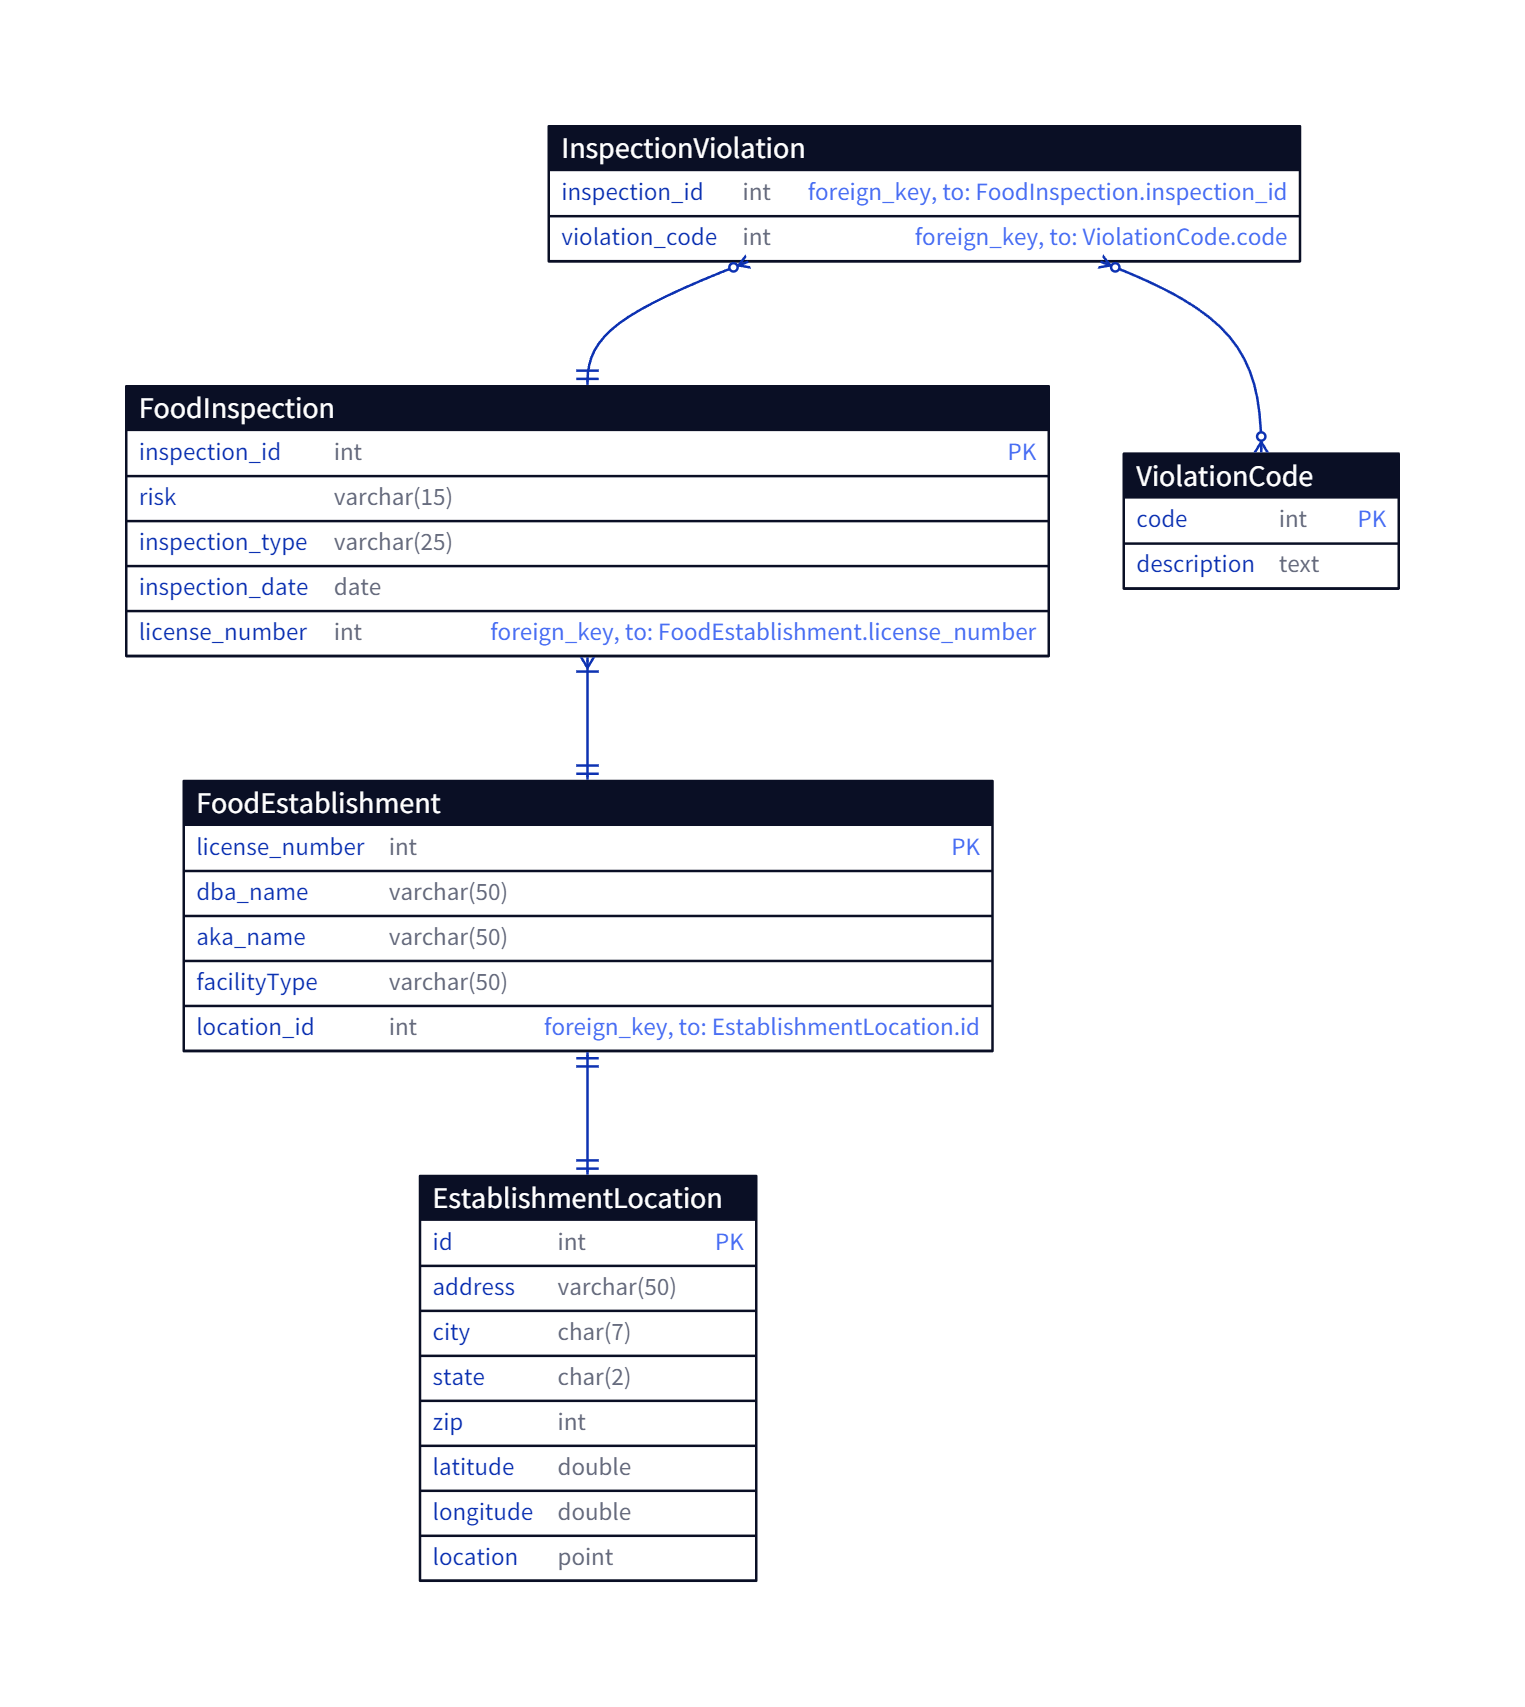 InspectionViolation
inspection_id int foreign_key, to: FoodInspection.inspection_id
violation_code int foreign_key, to: ViolationCode.code
FoodInspection
inspection_id int PK
risk varchar(15)
inspection_type varchar(25)
inspection_date date
license_number int foreign_key, to: FoodEstablishment.license_number
ViolationCode
code int PK
description text
FoodEstablishment
license_number int PK
dba_name varchar(50)
aka_name varchar(50)
facilityType varchar(50)
location_id int foreign_key, to: EstablishmentLocation.id
EstablishmentLocation
id int PK
address varchar(50)
city char(7)
state char(2)
zip int
latitude double
longitude double
location point